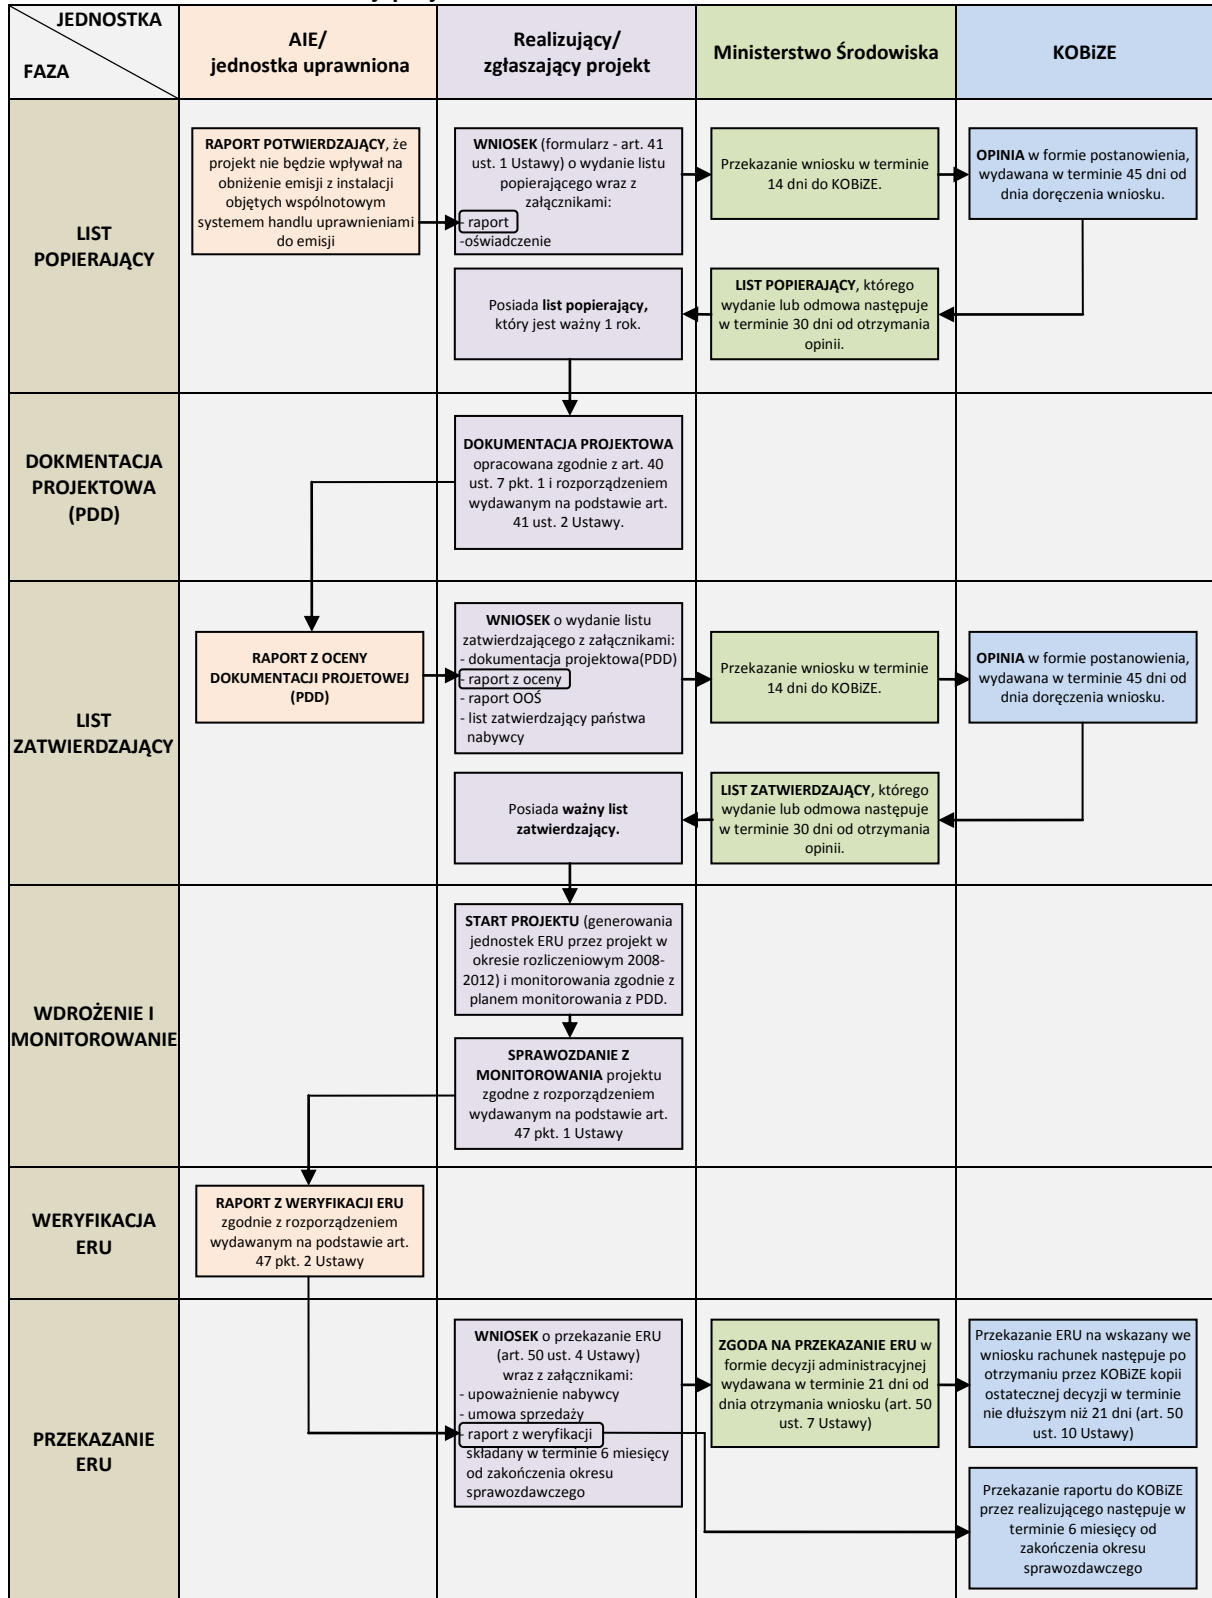 JEDNOSTKA
FAZA
AIE/
jednostka uprawniona
Realizujący/
zgłaszający projekt
Ministerstwo Środowiska
KOBiZE
LIST
POPIERAJĄCY
RAPORT POTWIERDZAJĄCY, że
projekt nie będzie wpływał na
obniżenie emisji z instalacji
objętych wspólnotowym
systemem handlu uprawnieniami
do emisji
WNIOSEK (formularz - art. 41
ust. 1 Ustawy) o wydanie listu
popierającego wraz z
załącznikami:
- raport
-oświadczenie
Przekazanie wniosku w terminie
14 dni do KOBiZE.
OPINIA w formie postanowienia,
wydawana w terminie 45 dni od
dnia doręczenia wniosku.
Posiada list popierający,
który jest ważny 1 rok.
LIST POPIERAJĄCY, którego
wydanie lub odmowa następuje
w terminie 30 dni od otrzymania
opinii.
DOKMENTACJA
PROJEKTOWA
(PDD)
DOKUMENTACJA PROJEKTOWA
opracowana zgodnie z art. 40
ust. 7 pkt. 1 i rozporządzeniem
wydawanym na podstawie art.
41 ust. 2 Ustawy.
LIST
ZATWIERDZAJĄCY
RAPORT Z OCENY
DOKUMENTACJI PROJETOWEJ
(PDD)
WNIOSEK o wydanie listu
zatwierdzającego z załącznikami:
- dokumentacja projektowa(PDD)
- raport z oceny
- raport OOŚ
- list zatwierdzający państwa
nabywcy
Przekazanie wniosku w terminie
14 dni do KOBiZE.
OPINIA w formie postanowienia,
wydawana w terminie 45 dni od
dnia doręczenia wniosku.
Posiada ważny list
zatwierdzający.
LIST ZATWIERDZAJĄCY, którego
wydanie lub odmowa następuje
w terminie 30 dni od otrzymania
opinii.
WDROŻENIE I
MONITOROWANIE
START PROJEKTU (generowania
jednostek ERU przez projekt w
okresie rozliczeniowym 2008-
2012) i monitorowania zgodnie z
planem monitorowania z PDD.
SPRAWOZDANIE Z
MONITOROWANIA projektu
zgodne z rozporządzeniem
wydawanym na podstawie art.
47 pkt. 1 Ustawy
WERYFIKACJA
ERU
RAPORT Z WERYFIKACJI ERU
zgodnie z rozporządzeniem
wydawanym na podstawie art.
47 pkt. 2 Ustawy
PRZEKAZANIE
ERU
WNIOSEK o przekazanie ERU
(art. 50 ust. 4 Ustawy)
wraz z załącznikami:
- upoważnienie nabywcy
- umowa sprzedaży
- raport z weryfikacji
składany w terminie 6 miesięcy
od zakończenia okresu
sprawozdawczego
ZGODA NA PRZEKAZANIE ERU w
formie decyzji administracyjnej
wydawana w terminie 21 dni od
dnia otrzymania wniosku (art. 50
ust. 7 Ustawy)
Przekazanie ERU na wskazany we
wniosku rachunek następuje po
otrzymaniu przez KOBiZE kopii
ostatecznej decyzji w terminie
nie dłuższym niż 21 dni (art. 50
ust. 10 Ustawy)
Przekazanie raportu do KOBiZE
przez realizującego następuje w
terminie 6 miesięcy od
zakończenia okresu
sprawozdawczego